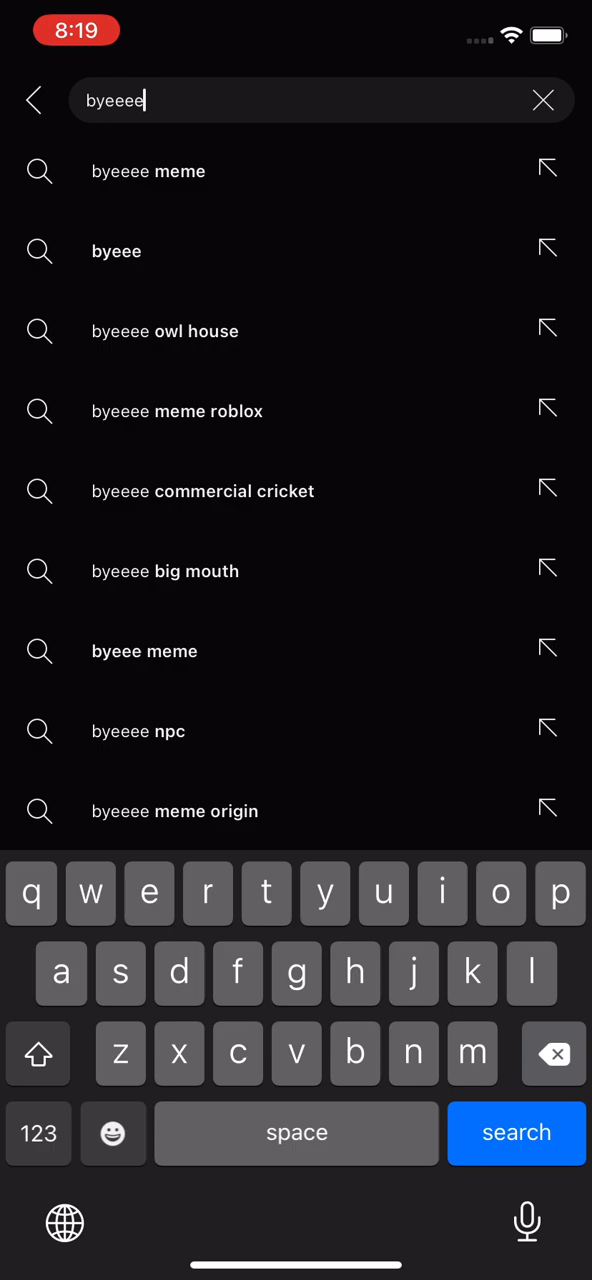 8:19
byeeee
byeeee meme
byeee
byeeee owl house
byeeee meme roblox
byeeee commercial cricket
byeeee big mouth
byeee meme
byeeee npc
byeeee meme origin
q w e r t y u i o p
a s d f g h j k l
z x c v b n m
123 space search